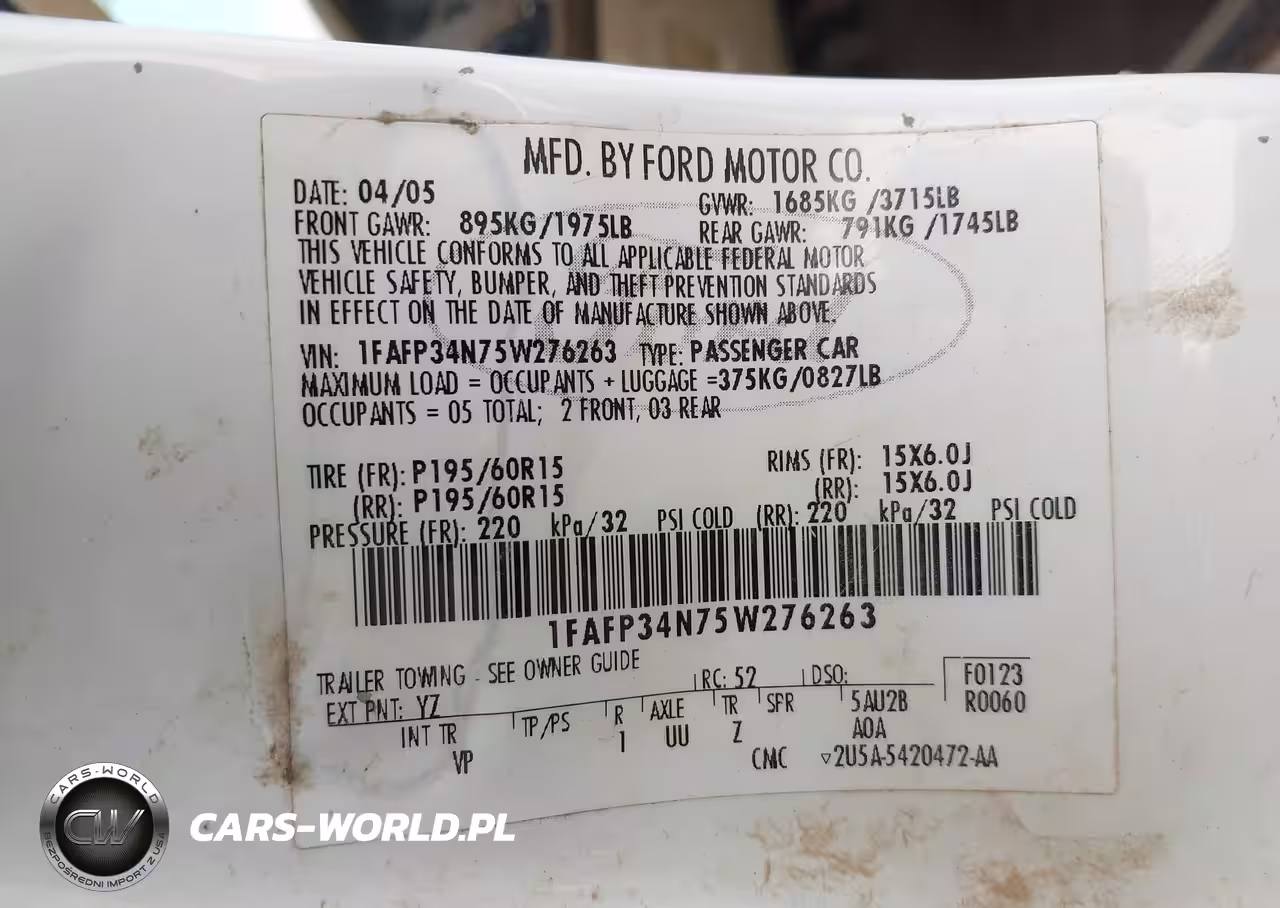 MFD. BY FORD MOTOR CO.
DATE: 04/05 GVWR: 1685KG /3715LB
FRONT GAWR: 895KG/1975LB REAR GAWR: 791KG /1745LB
THIS VEHICLE CONFORMS TO ALL APPLICABLE FEDERAL MOTOR
VEHICLE SAFETY, BUMPER, AND THEFT PREVENTION STANDARDS
IN EFFECT ON THE DATE OF MANUFACTURE SHOWN ABOVE.
VIN: 1FAFP34N75W276263 TYPE: PASSENGER CAR
MAXIMUM LOAD = OCCUPANTS + LUGGAGE =375KG/0827LB
OCCUPANTS = 05 TOTAL; 2 FRONT, 03 REAR
TIRE (FR): P195/60R15 RIMS (FR): 15X6.0J
(RR): P195/60R15 (RR): 15X6.0J
PRESSURE (FR): 220 kPa/32 PSI COLD (RR): 220 kPa/32 PSI COLD
1FAFP34N75W276263
TRAILER TOWING - SEE OWNER GUIDE RC: 52 DSO: F0123
EXT PNT: YZ R0060
INT TR TP/PS R AXLE TR SFR 5AU2B
VP 1 UU Z A0A
CMC ▿2U5A-5420472-AA
CARS-WORLD
CW
BEZPOŚREDNI IMPORT Z USA
CARS-WORLD.PL